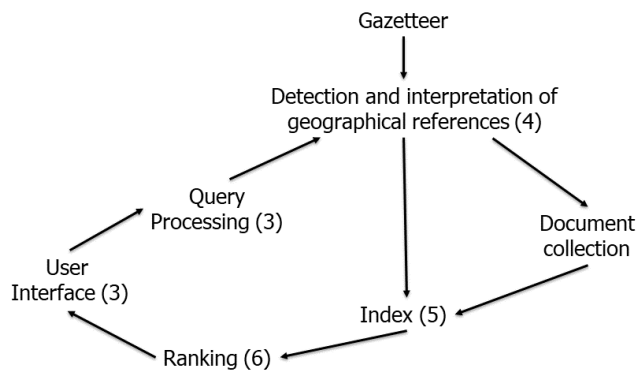 Gazetteer
Detection and interpretation of
geographical references (4)
Query
Processing (3)
Document
collection
User
Interface (3)
Index (5)
Ranking (6)